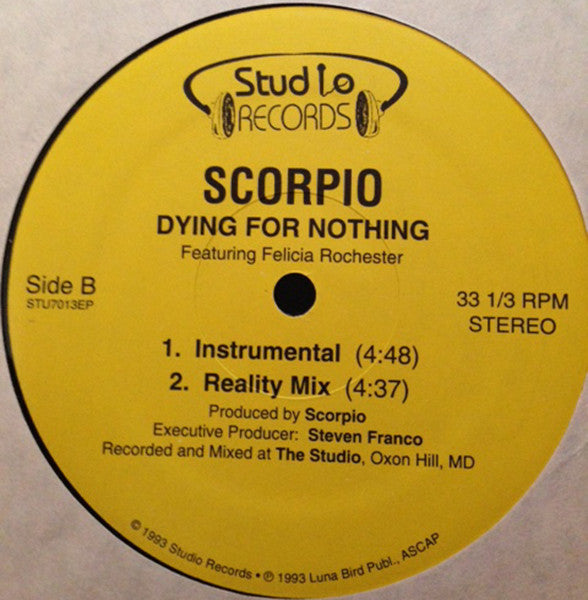 Studio
RECORDS
SCORPIO
DYING FOR NOTHING
Featuring Felicia Rochester
Side B
STU7013EP
33 1/3 RPM
STEREO
1. Instrumental (4:48)
2. Reality Mix (4:37)
Produced by Scorpio
Executive Producer: Steven Franco
Recorded and Mixed at The Studio, Oxon Hill, MD
© 1993 Studio Records • ℗ 1993 Luna Bird Publ., ASCAP